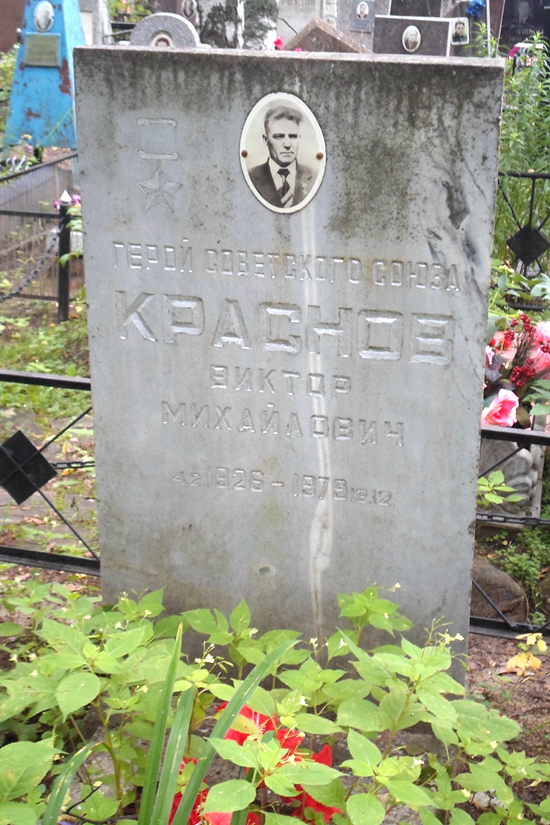 ГЕРОЙ СОВЕТСКОГО СОЮЗА
КРАСНОВ
ВИКТОР
МИХАЙЛОВИЧ
4.2.1926 - 1979 19.12.